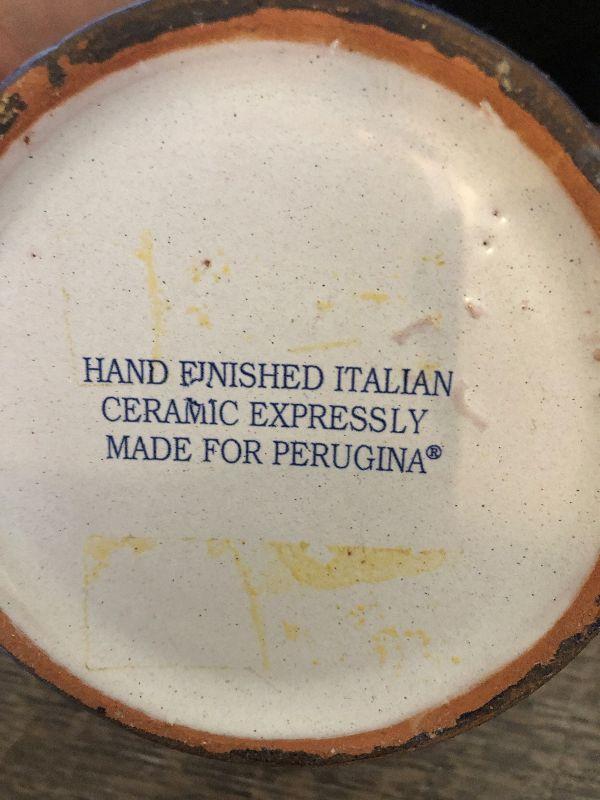 HAND FINISHED ITALIAN
CERAMIC EXPRESSLY
MADE FOR PERUGINA®